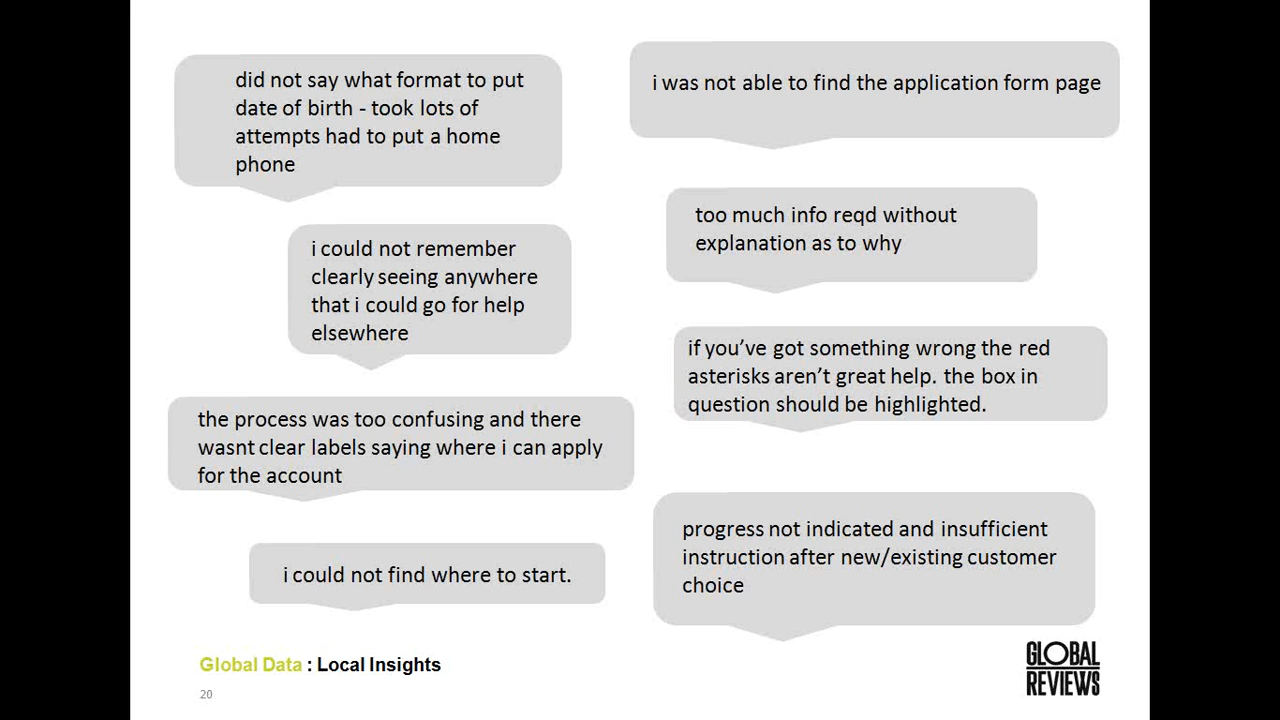 did not say what format to put
date of birth - took lots of
attempts had to put a home
phone
i was not able to find the application form page
too much info reqd without
explanation as to why
i could not remember
clearly seeing anywhere
that i could go for help
elsewhere
if you’ve got something wrong the red
asterisks aren’t great help. the box in
question should be highlighted.
the process was too confusing and there
wasnt clear labels saying where i can apply
for the account
progress not indicated and insufficient
instruction after new/existing customer
choice
i could not find where to start.
Global Data : Local Insights
20
GLOBAL
REVIEWS